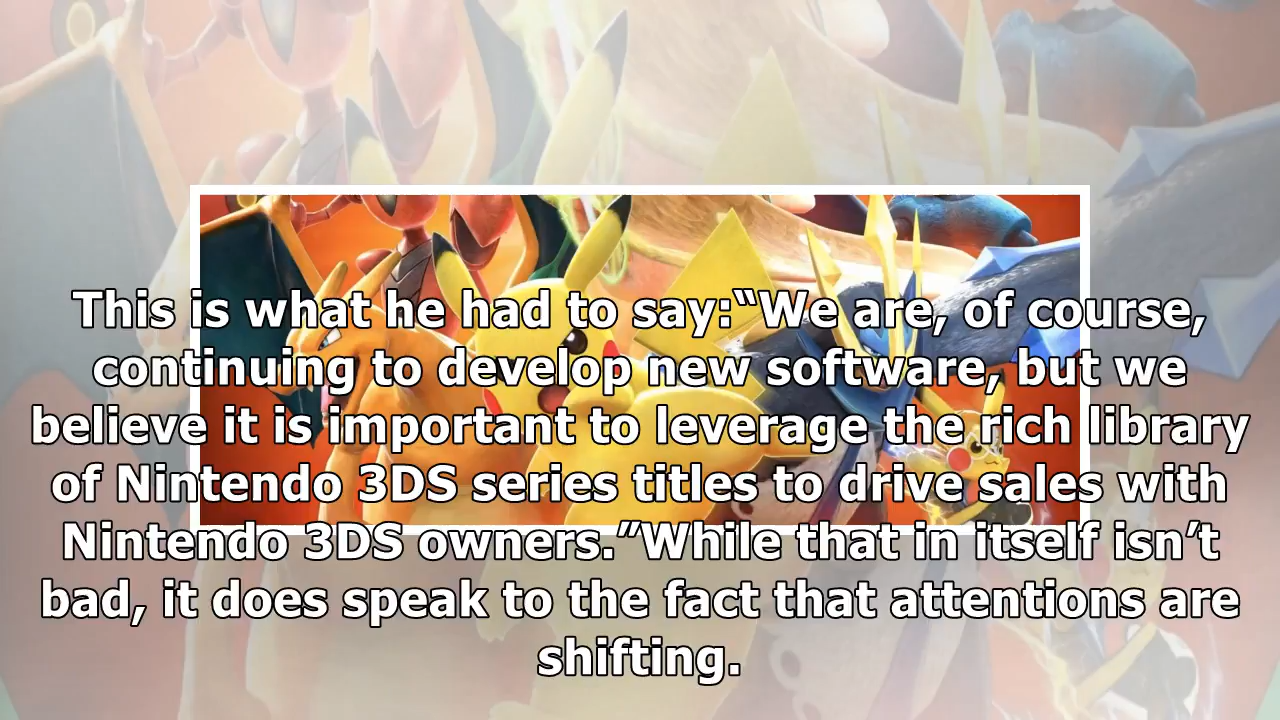 This is what he had to say:“We are, of course,
continuing to develop new software, but we
believe it is important to leverage the rich library
of Nintendo 3DS series titles to drive sales with
Nintendo 3DS owners.”While that in itself isn’t
bad, it does speak to the fact that attentions are
shifting.